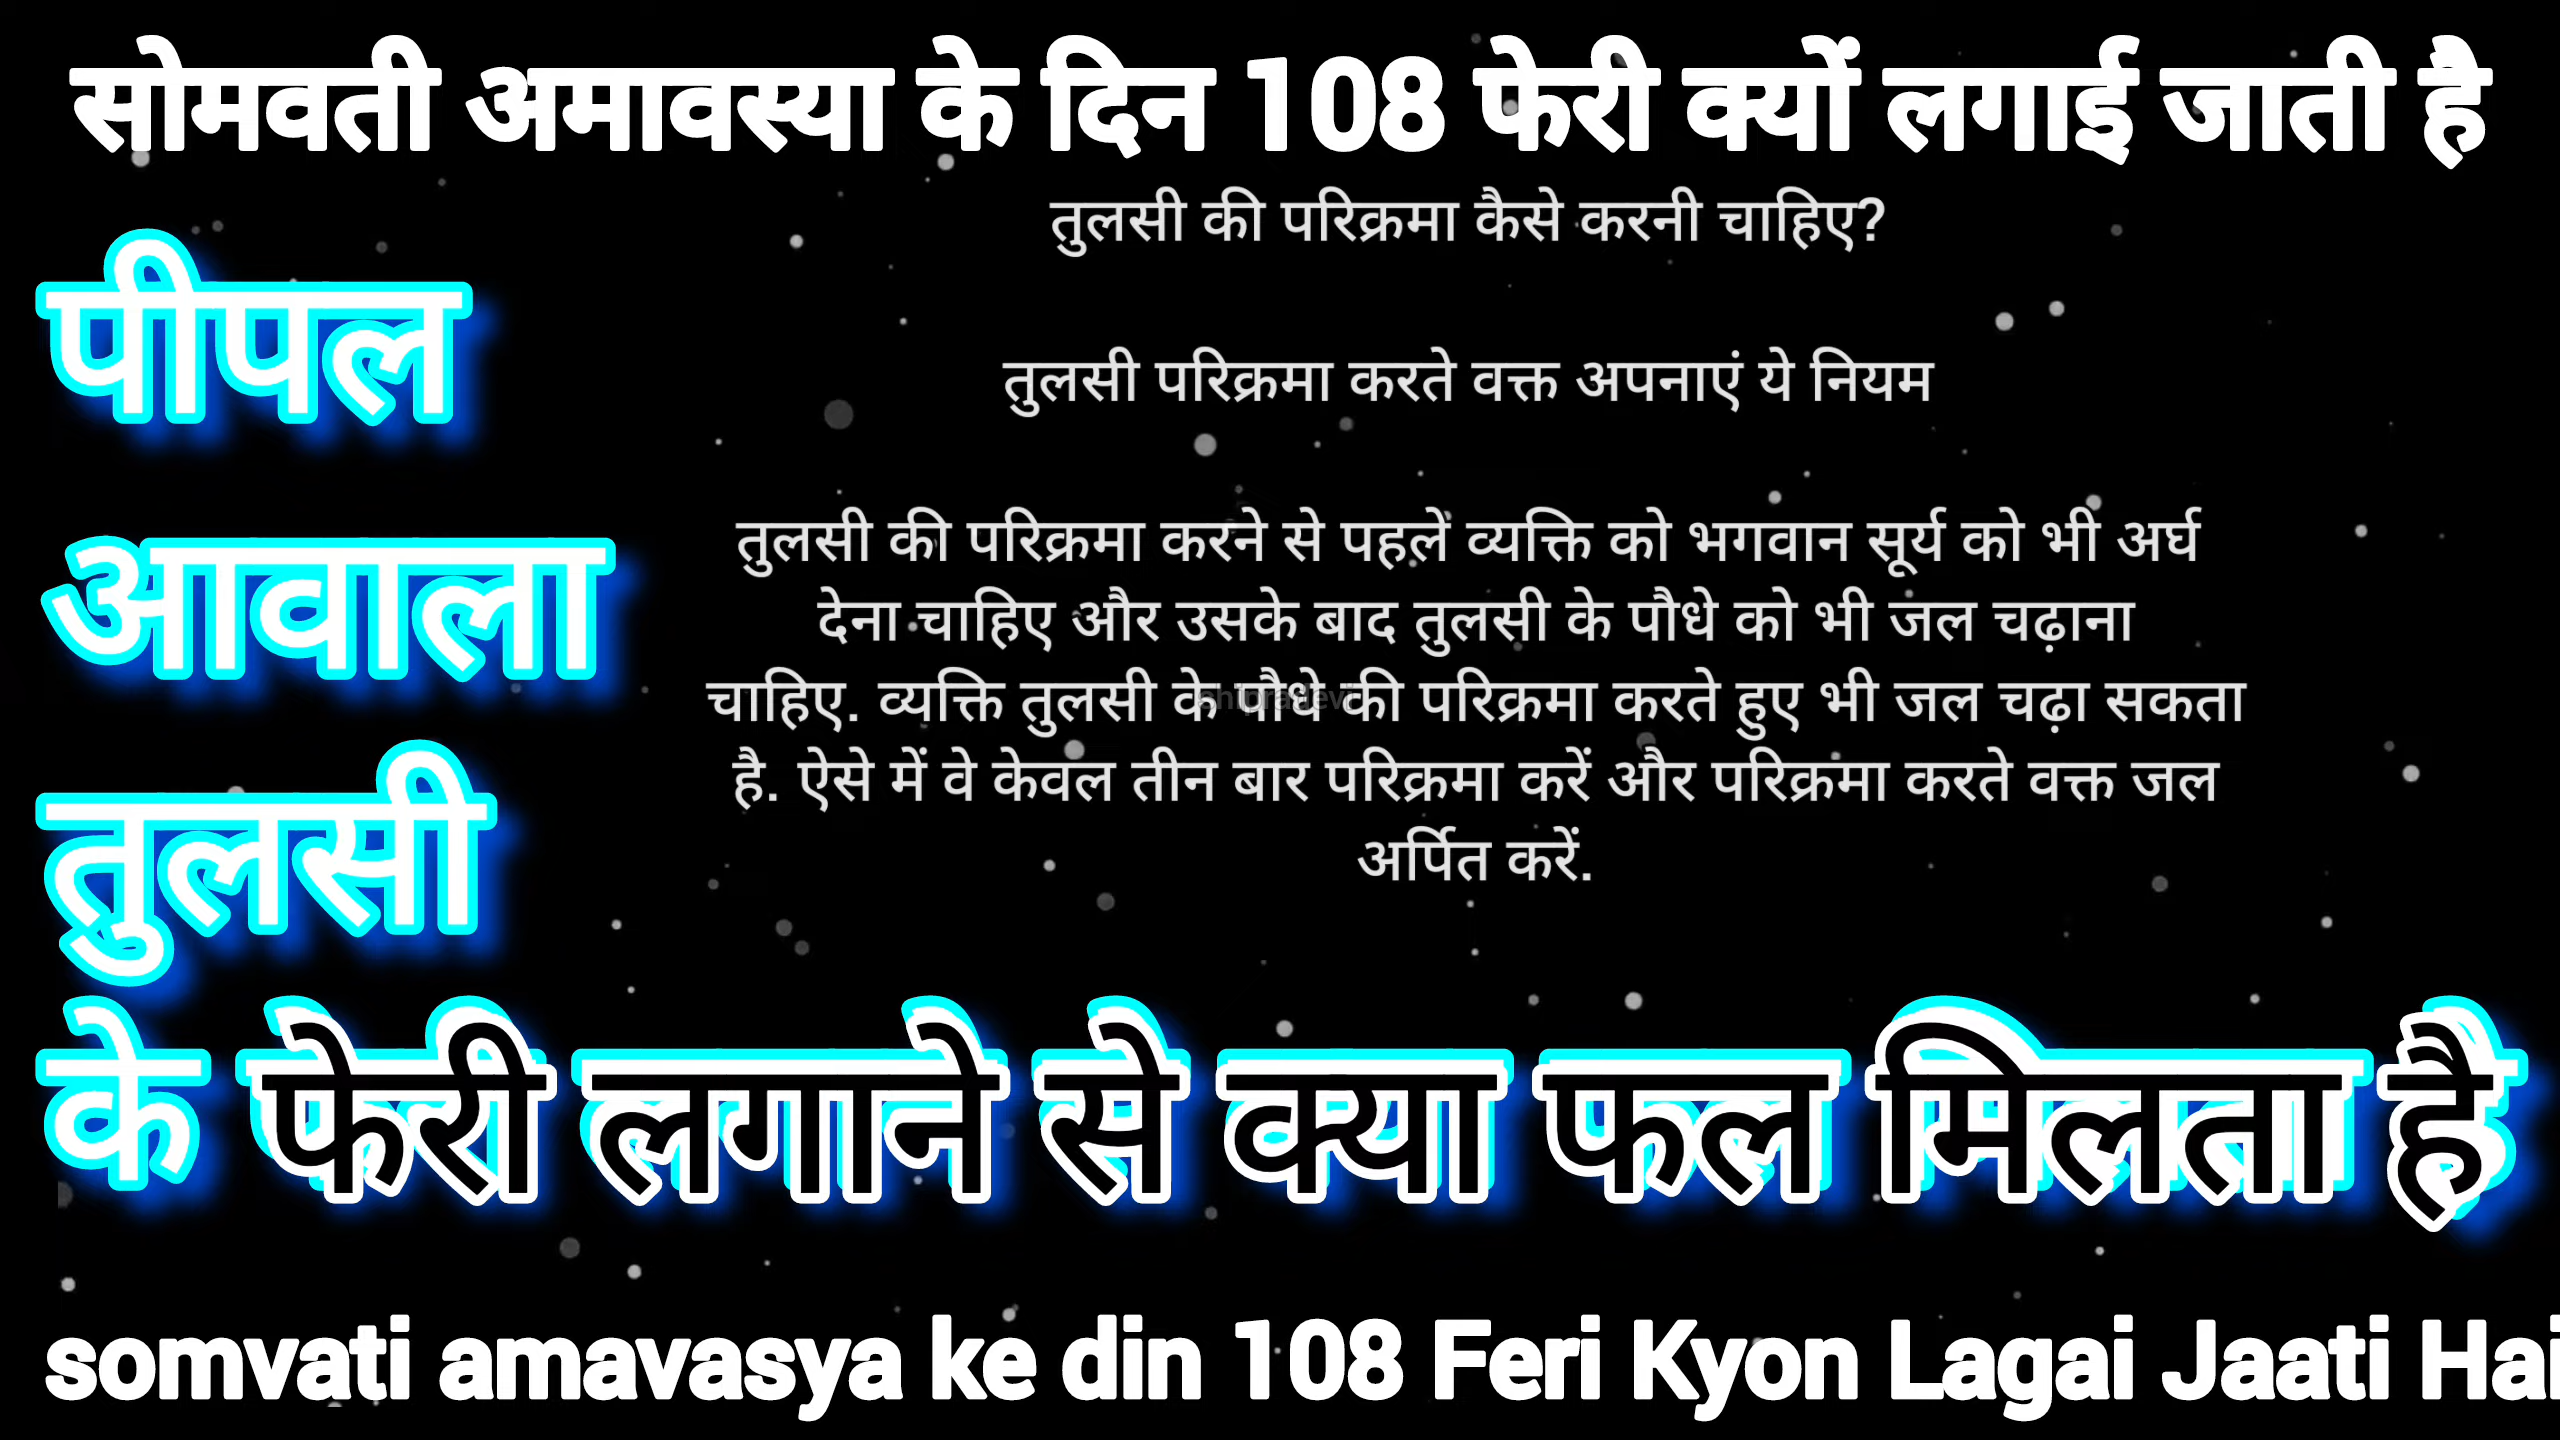 सोमवती अमावस्या के दिन 108 फेरी क्यों लगाई जाती है
तुलसी की परिक्रमा कैसे करनी चाहिए?
पीपल
तुलसी परिक्रमा करते वक्त अपनाएं ये नियम
आवाला
तुलसी की परिक्रमा करने से पहले व्यक्ति को भगवान सूर्य को भी अर्घ
देना चाहिए और उसके बाद तुलसी के पौधे को भी जल चढ़ाना
चाहिए. व्यक्ति तुलसी के पौधे की परिक्रमा करते हुए भी जल चढ़ा सकता
है. ऐसे में वे केवल तीन बार परिक्रमा करें और परिक्रमा करते वक्त जल
अर्पित करें.
तुलसी
के फेरी लगाने से क्या फल मिलता है
somvati amavasya ke din 108 Feri Kyon Lagai Jaati Hai